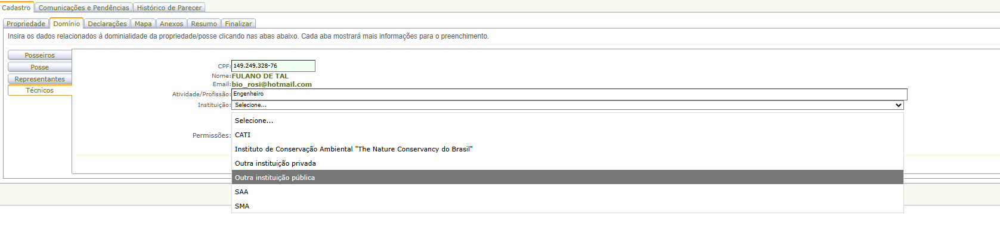 Cadastro Comunicações e Pendências Histórico de Parecer
Propriedade Domínio Declarações Mapa Anexos Resumo Finalizar
Insira os dados relacionados à dominialidade da propriedade/posse clicando nas abas abaixo. Cada aba mostrará mais informações para o preenchimento.
Posseiros
Posse
Representantes
Técnicos
CPF: 149.249.328-76
Nome: FULANO DE TAL
Email: bio_rosi@hotmail.com
Atividade/Profissão: Engenheiro
Instituição: Selecione...
Selecione...
CATI
Instituto de Conservação Ambiental "The Nature Conservancy do Brasil"
Outra instituição privada
Outra instituição pública
SAA
SMA
Permissões: